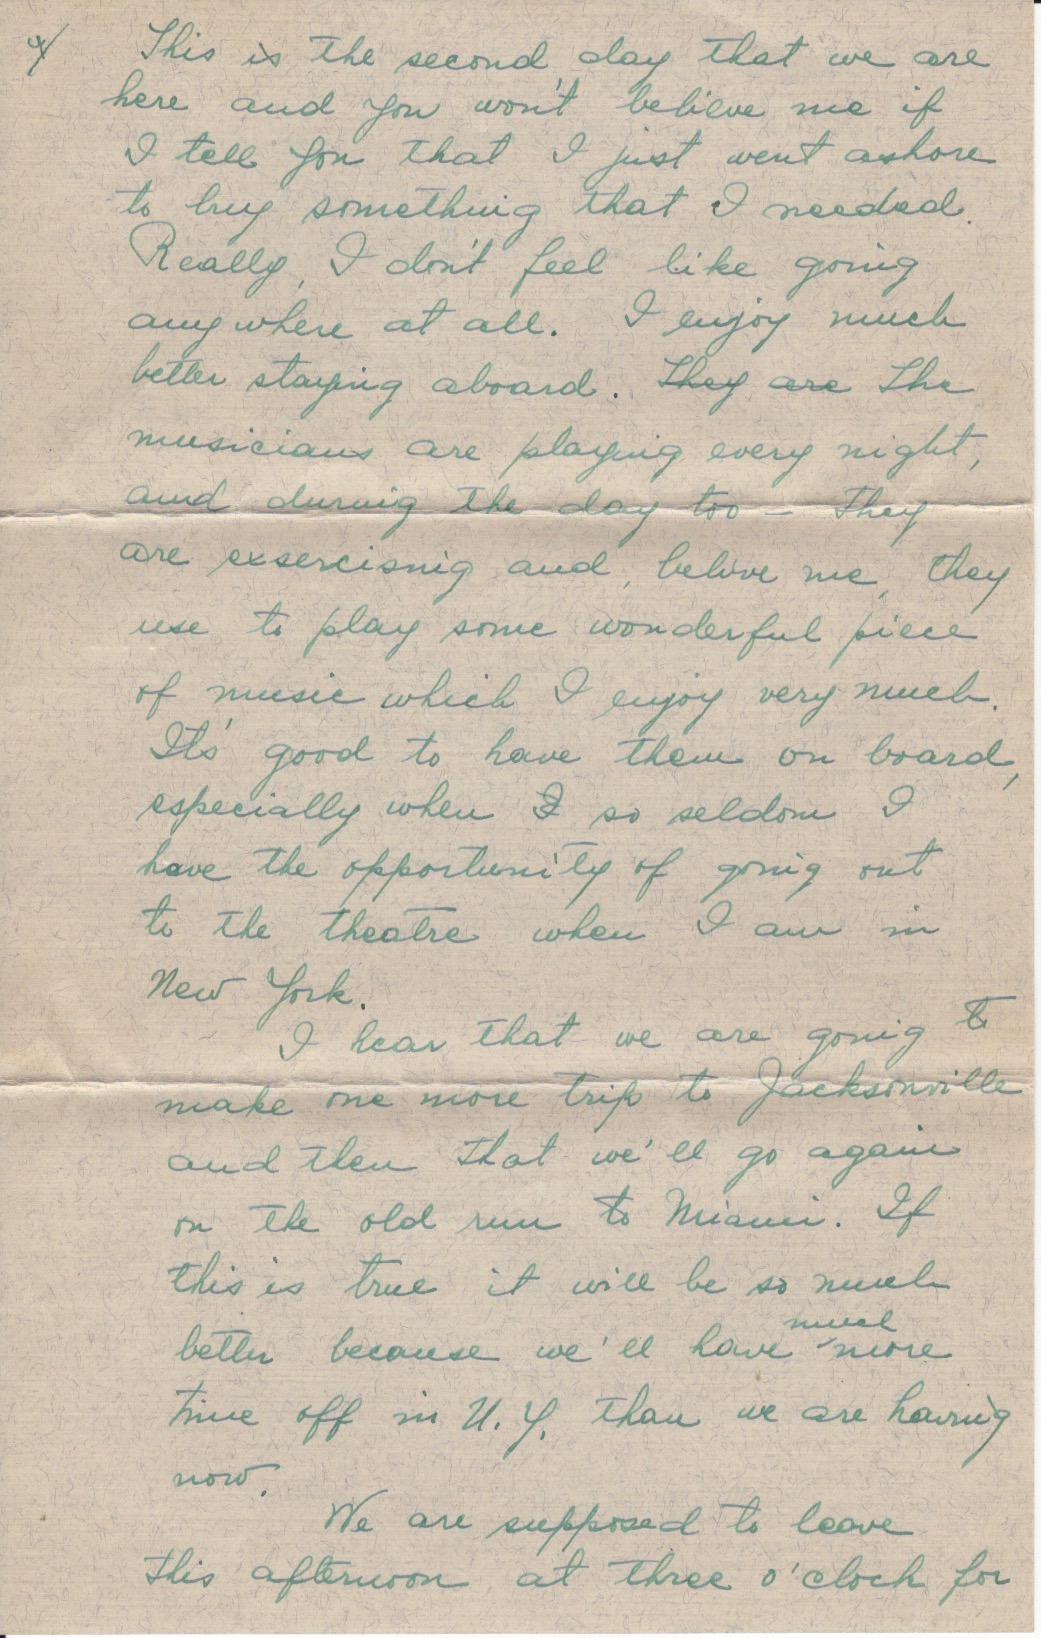 4/ This is the second day that we are
here and you won't believe me if
I tell you that I just went ashore
to buy something that I needed.
Really, I don't feel like going
anywhere at all. I enjoy much
better staying aboard. ~~They are~~ The
musicians are playing every night,
and during the day too – they
are exsercisnig and, belive me, they
use to play some wonderful piece
of music which I enjoy very much.
It's good to have them on board,
especially when ~~I~~ so seldom I
have the opportunity of going out
to the theatre when I am in
New York.
I hear that we are going to
make one more trip to Jacksonville
and then that we'll go again
on the old run to Miami. If
this is true it will be so much
better because we'll have much more
time off in N.Y. than we are having
now.
We are supposed to leave
this afternoon at three o'clock for